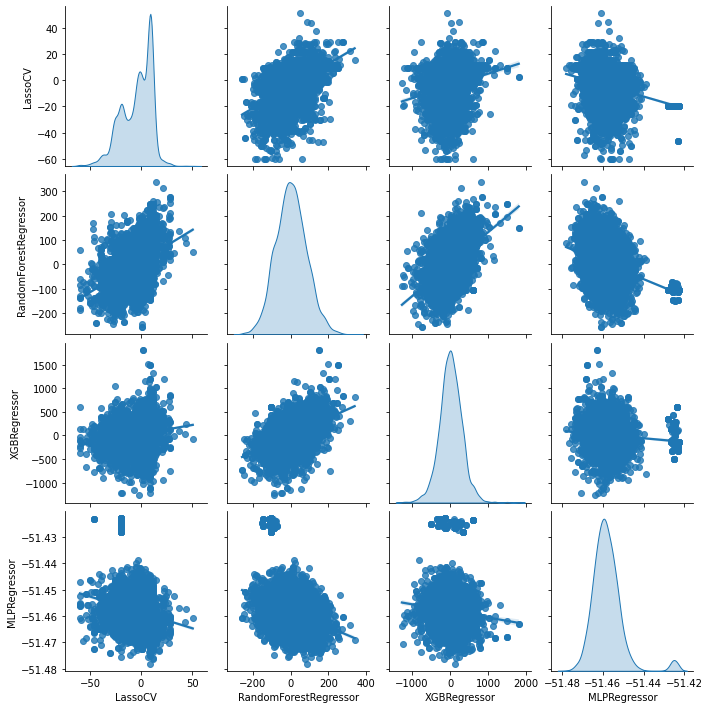 40
20
0
−20
−40
−60
LassoCV
300
200
100
0
−100
−200
RandomForestRegressor
1500
1000
500
0
−500
−1000
XGBRegressor
−51.43
−51.44
−51.45
−51.46
−51.47
−51.48
MLPRegressor
−50 0 50
−200 0 200 400
−1000 0 1000 2000
−51.48 −51.46 −51.44 −51.42
LassoCV RandomForestRegressor XGBRegressor MLPRegressor